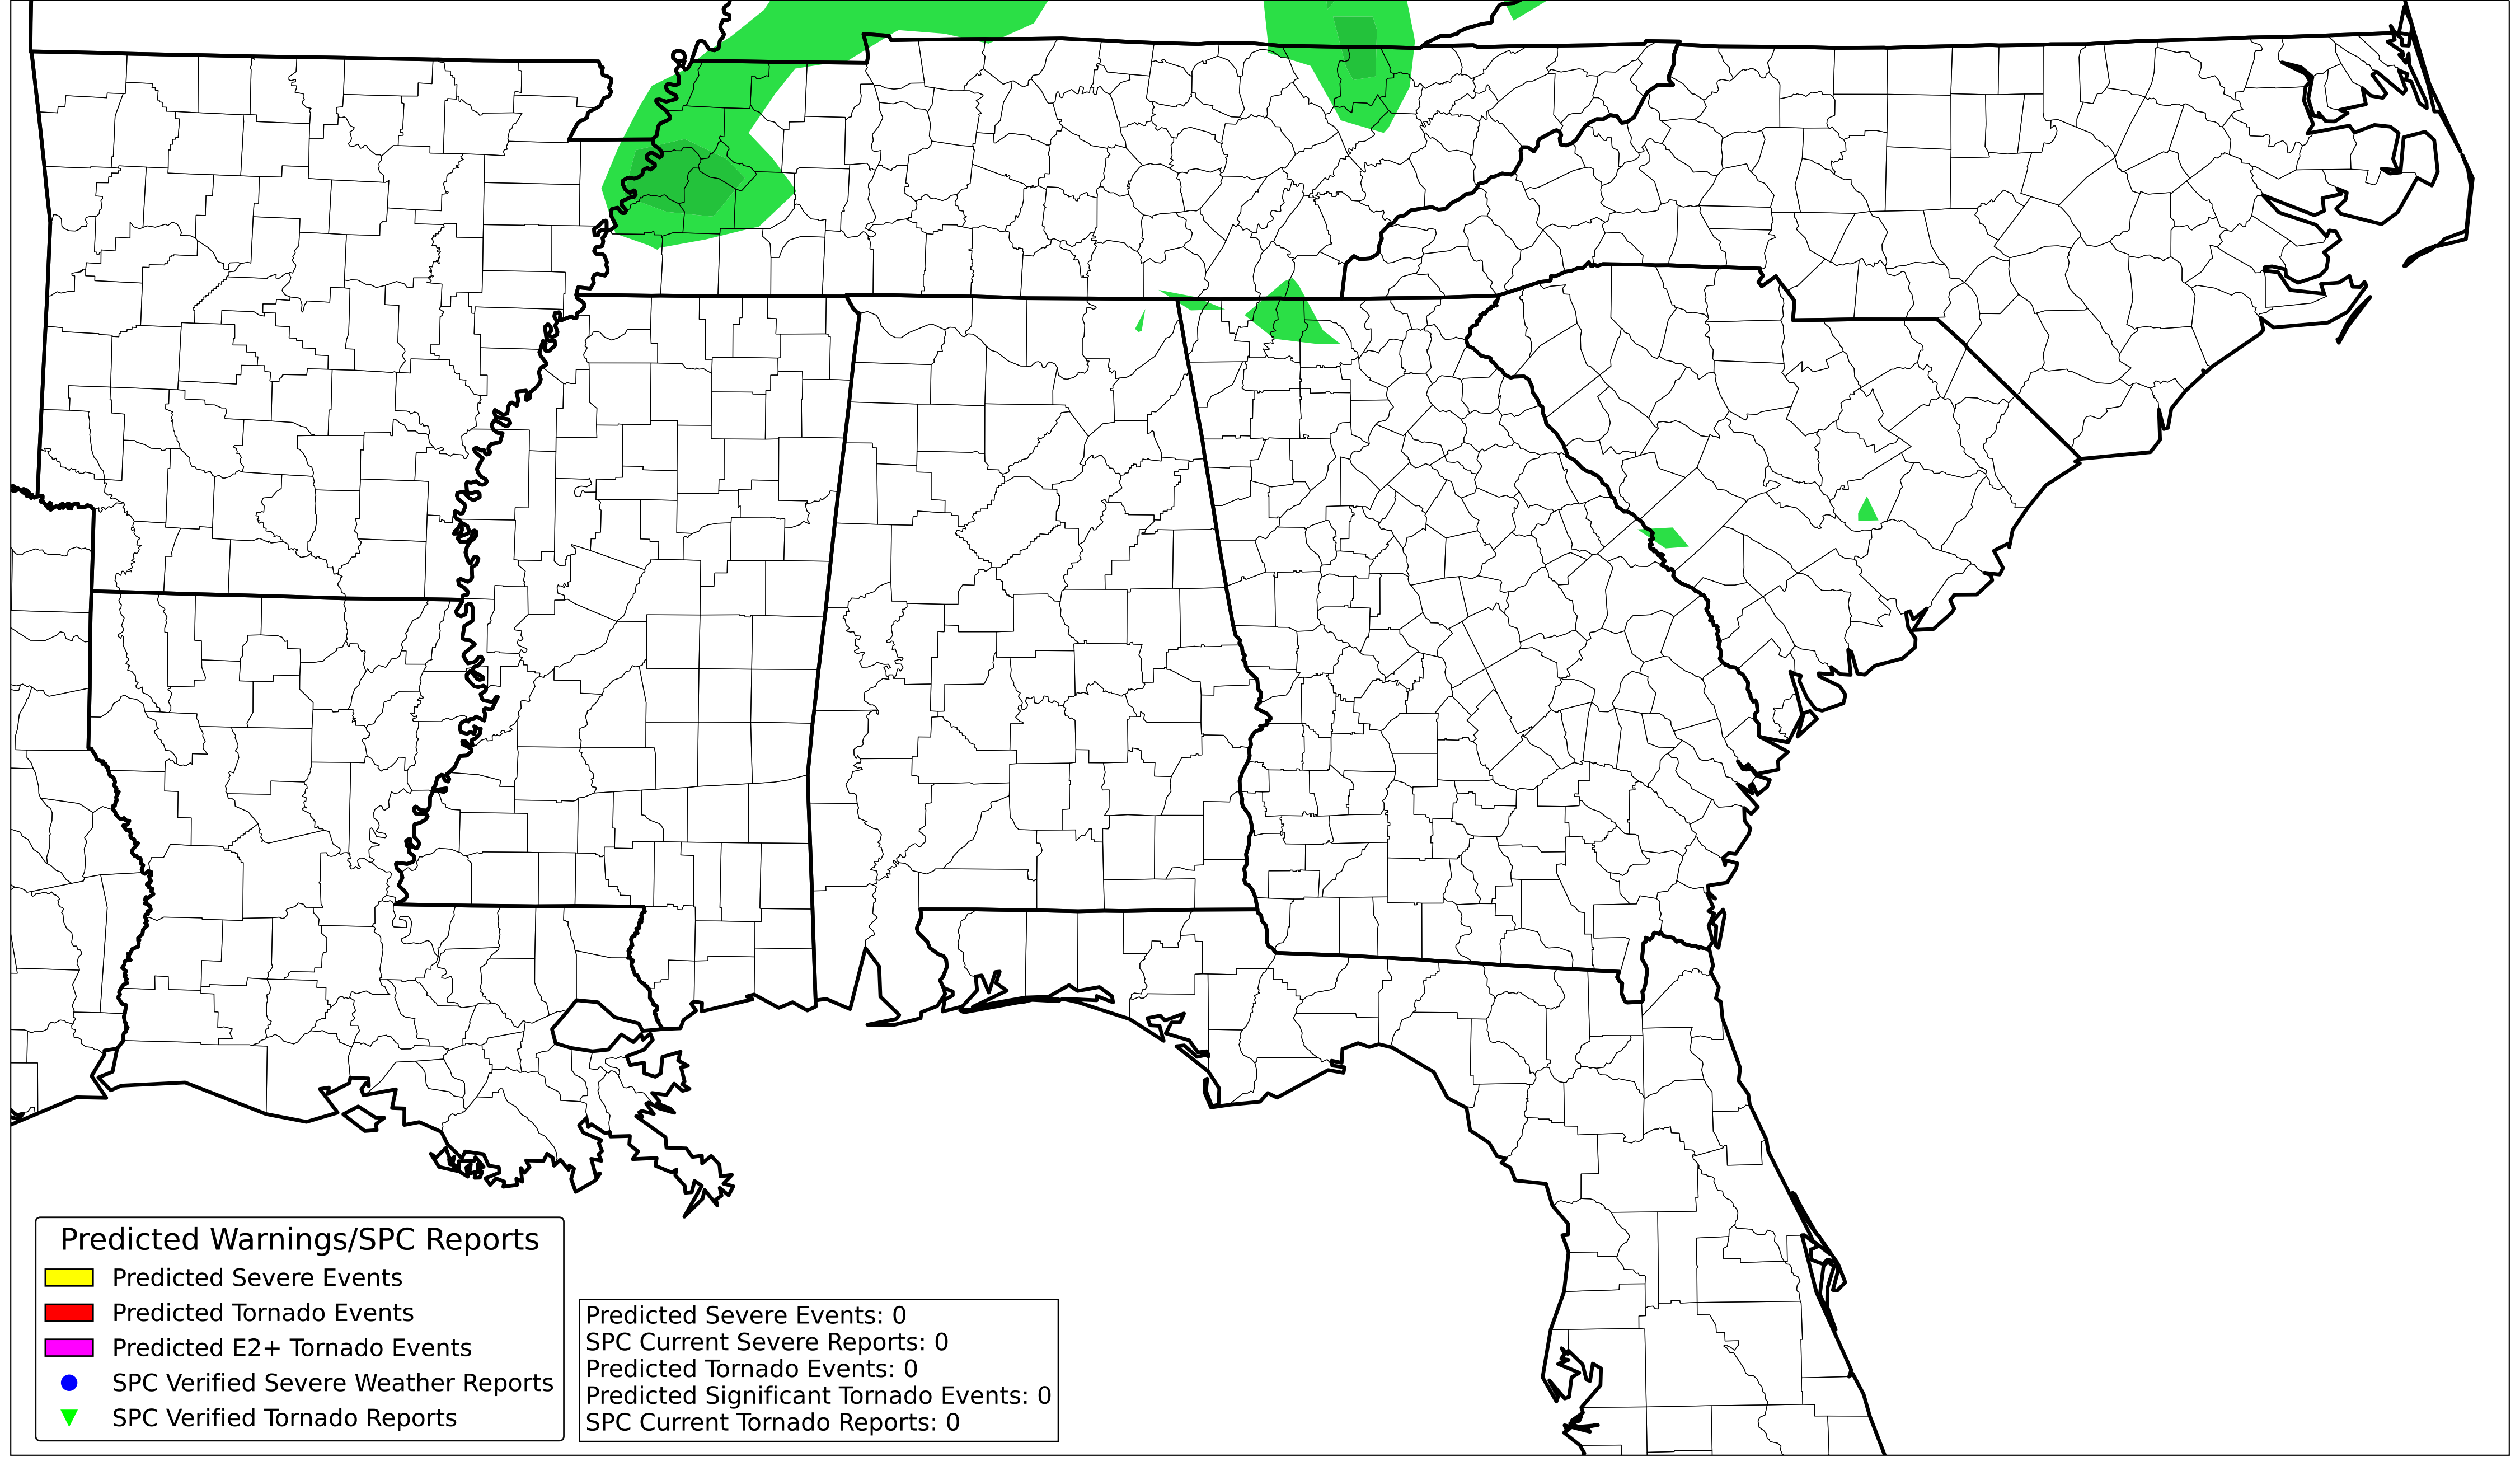 Predicted Warnings/SPC Reports
Predicted Severe Events
Predicted Tornado Events
Predicted E2+ Tornado Events
SPC Verified Severe Weather Reports
SPC Verified Tornado Reports
Predicted Severe Events: 0
SPC Current Severe Reports: 0
Predicted Tornado Events: 0
Predicted Significant Tornado Events: 0
SPC Current Tornado Reports: 0